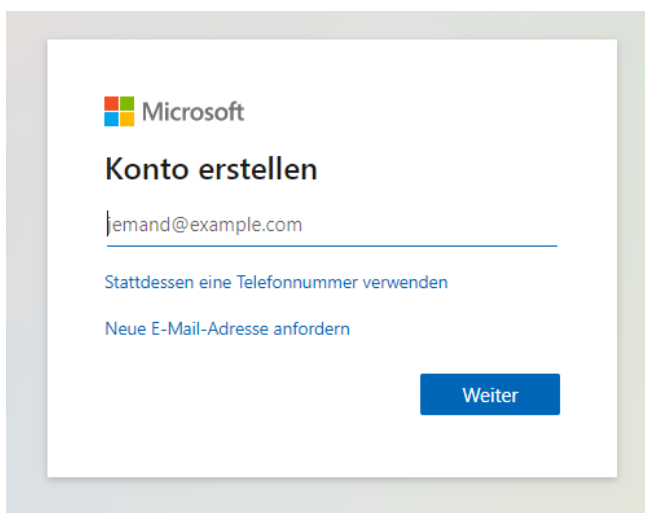 Microsoft
Konto erstellen
jemand@example.com
Stattdessen eine Telefonnummer verwenden
Neue E-Mail-Adresse anfordern
Weiter